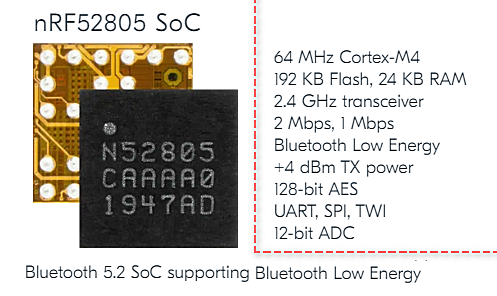 nRF52805 SoC
N52805
CAAAA0
1947AD
64 MHz Cortex-M4
192 KB Flash, 24 KB RAM
2.4 GHz transceiver
2 Mbps, 1 Mbps
Bluetooth Low Energy
+4 dBm TX power
128-bit AES
UART, SPI, TWI
12-bit ADC
Bluetooth 5.2 SoC supporting Bluetooth Low Energy